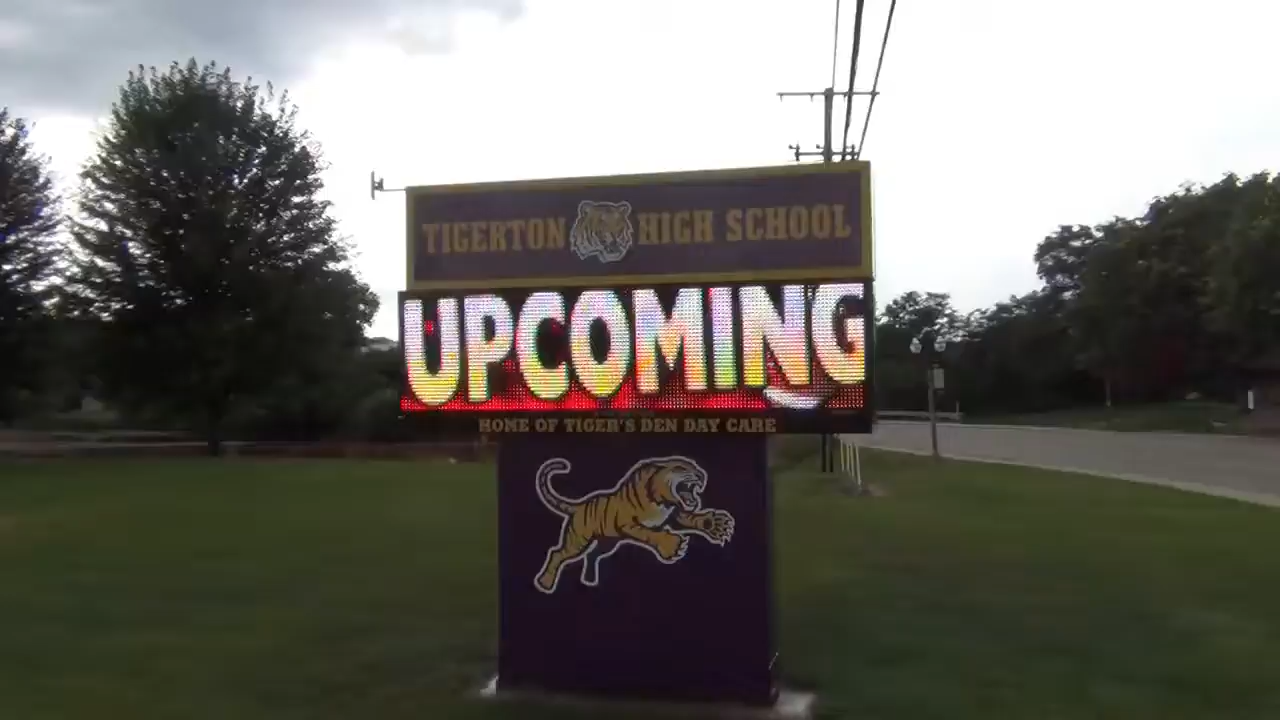 TIGERTON HIGH SCHOOL
UPCOMING
HOME OF TIGER'S DEN DAY CARE